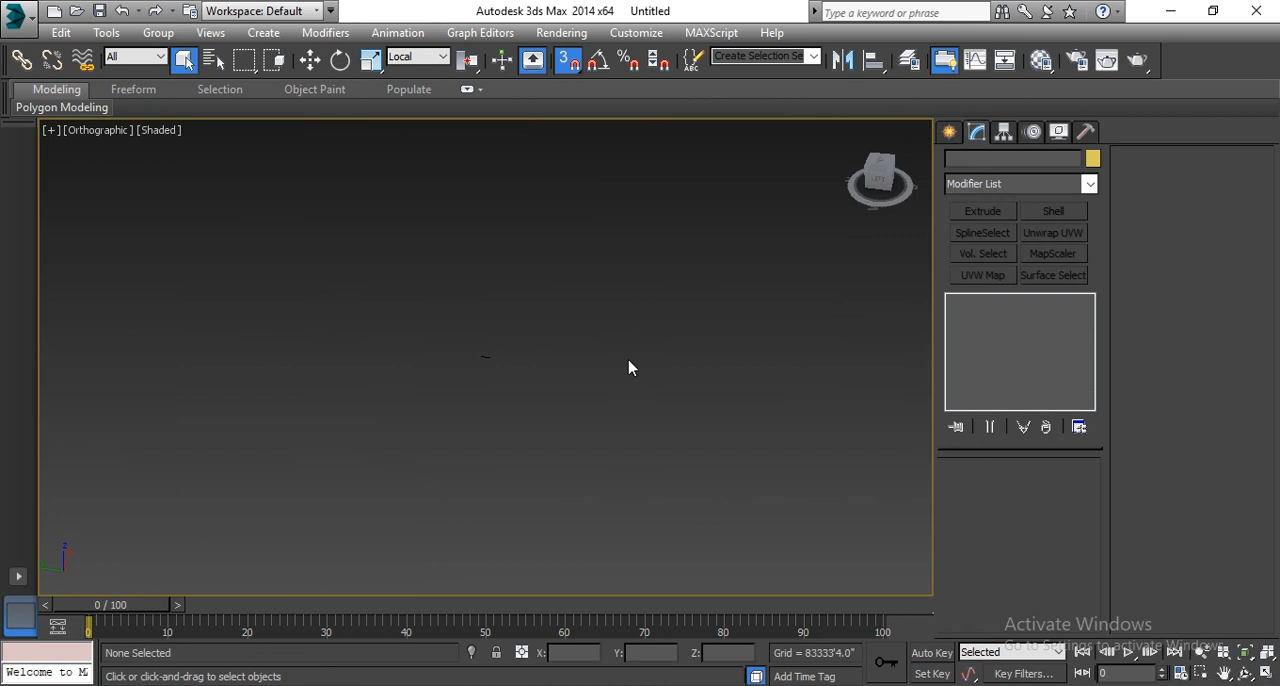 Workspace: Default Autodesk 3ds Max 2014 x64 Untitled Type a keyword or phrase
Edit Tools Group Views Create Modifiers Animation Graph Editors Rendering Customize MAXScript Help
All Local 3 ABC Create Selection Se
Modeling Freeform Selection Object Paint Populate
Polygon Modeling
[+] [Orthographic] [Shaded]
Modifier List
Extrude Shell
SplineSelect Unwrap UVW
Vol. Select MapScaler
UVW Map Surface Select
z
< 0 / 100 >
0 10 20 30 40 50 60 70 80 90 100
Activate Windows
Go to Settings to activate Windows.
None Selected X: Y: Z: Grid = 83333'4.0" Auto Key Selected
Welcome to M Click or click-and-drag to select objects Add Time Tag Set Key Key Filters... 0